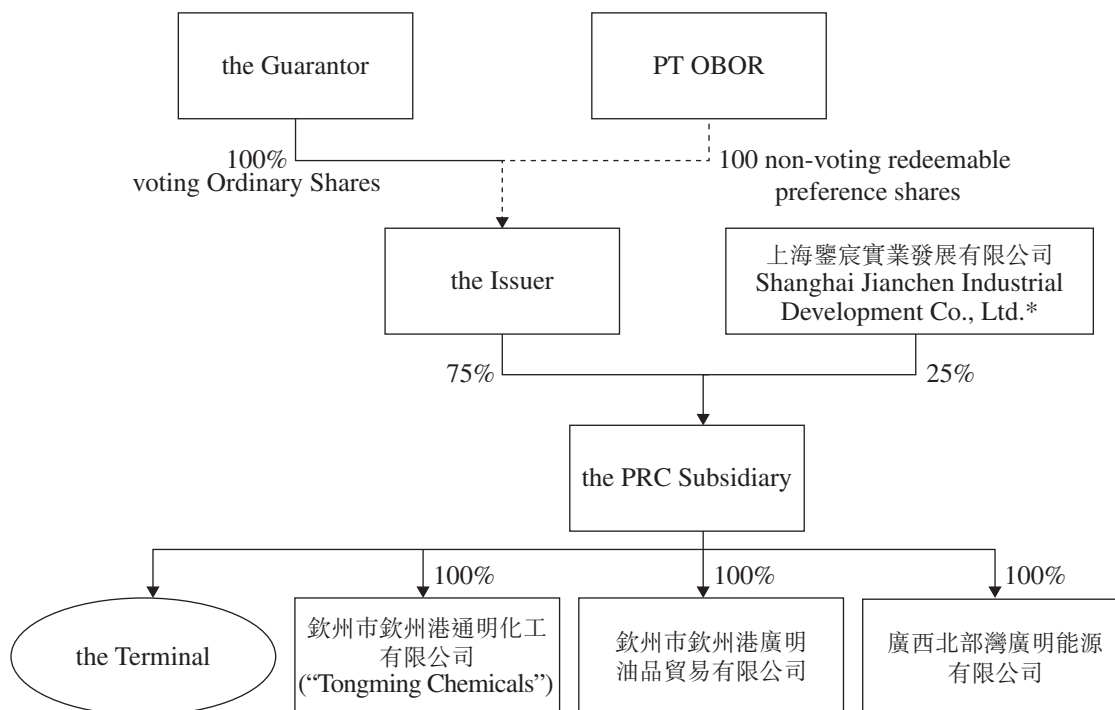 the Guarantor
PT OBOR
100%
voting Ordinary Shares
100 non-voting redeemable
preference shares
the Issuer
上海鑒宸實業發展有限公司
Shanghai Jianchen Industrial
Development Co., Ltd.*
75%
25%
the PRC Subsidiary
100%
100%
100%
the Terminal
欽州市欽州港通明化工
有限公司
(“Tongming Chemicals”)
欽州市欽州港廣明
油品貿易有限公司
廣西北部灣廣明能源
有限公司